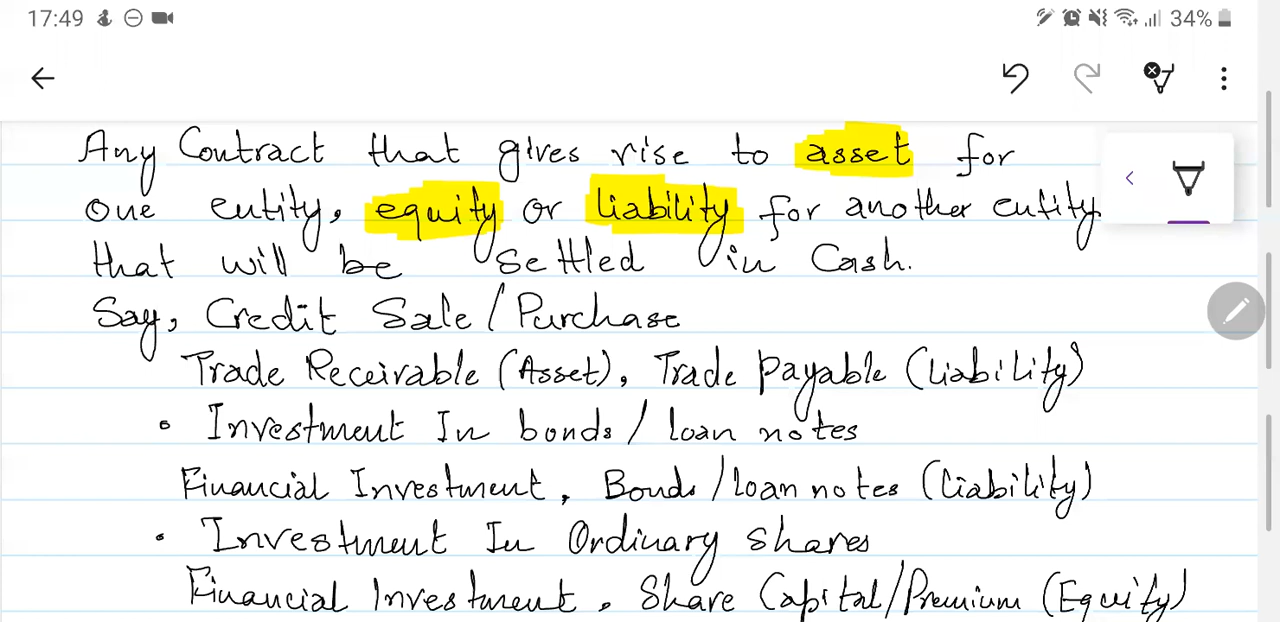 17:49 34%
Any Contract that gives rise to asset for
one entity, equity or liability for another entity
that will be settled in Cash.
Say, Credit Sale/Purchase
Trade Receivable (Asset), Trade payable (Liability)
• Investment In bonds/loan notes
Financial Investment, Bonds/loan notes (Liability)
• Investment In Ordinary shares
Financial Investment, Share Capital/Premium (Equity)